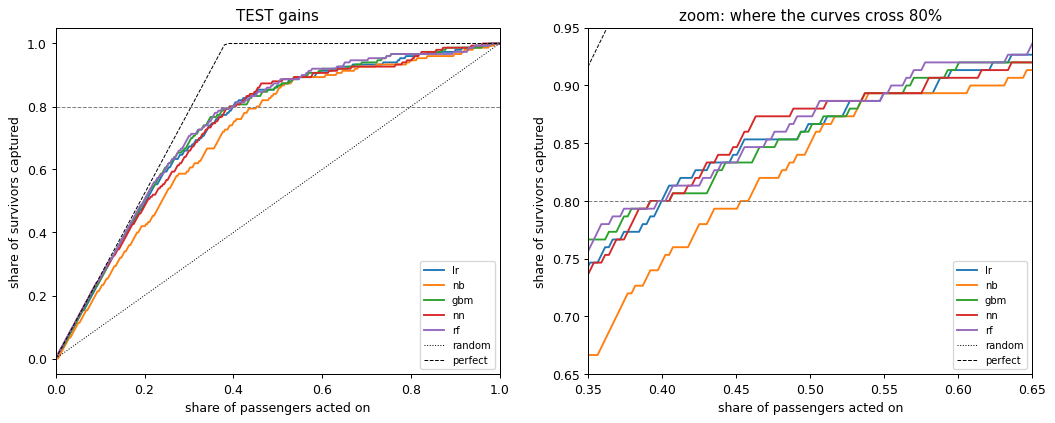 TEST gains
share of survivors captured
1.0
0.8
0.6
0.4
0.2
0.0
0.0 0.2 0.4 0.6 0.8 1.0
share of passengers acted on
lr
nb
gbm
nn
rf
random
perfect
zoom: where the curves cross 80%
share of survivors captured
0.95
0.90
0.85
0.80
0.75
0.70
0.65
0.35 0.40 0.45 0.50 0.55 0.60 0.65
share of passengers acted on
lr
nb
gbm
nn
rf
random
perfect